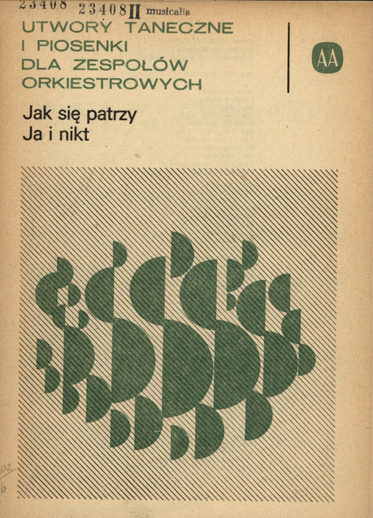 23408 23408 II musicalia
UTWORY TANECZNE
I PIOSENKI
DLA ZESPOŁÓW
ORKIESTROWYCH
AA
Jak się patrzy
Ja i nikt